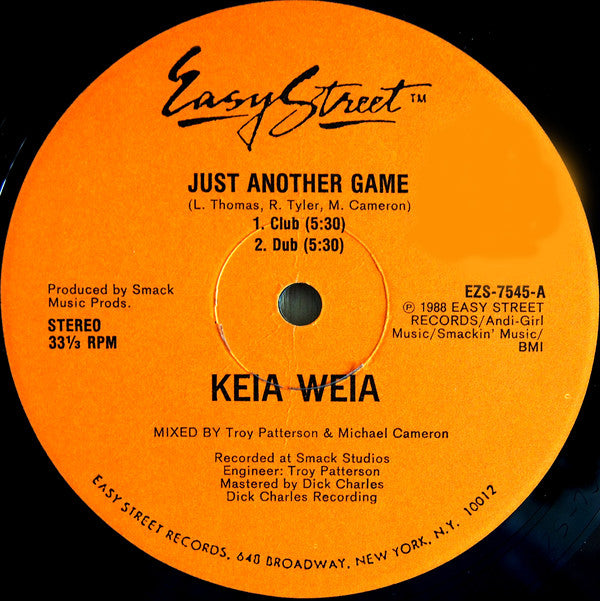 Easy Street™
JUST ANOTHER GAME
(L. Thomas, R. Tyler, M. Cameron)
1. Club (5:30)
2. Dub (5:30)
Produced by Smack
Music Prods.
STEREO
33⅓ RPM
EZS-7545-A
℗ 1988 EASY STREET
RECORDS/Andi-Girl
Music/Smackin' Music/
BMI
KEIA WEIA
MIXED BY Troy Patterson & Michael Cameron
Recorded at Smack Studios
Engineer: Troy Patterson
Mastered by Dick Charles
Dick Charles Recording
EASY STREET RECORDS, 648 BROADWAY, NEW YORK, N.Y. 10012